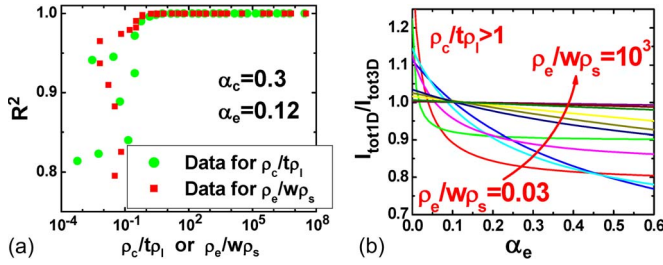 R²
1.0
0.9
0.8
αc=0.3
αe=0.12
Data for ρc/tρl
Data for ρe/wρs
10⁻⁴ 10⁻¹ 10² 10⁵ 10⁸
(a) ρc/tρl or ρe/wρs
Itot1D/Itot3D
1.2
1.1
1.0
0.9
0.8
0.7
ρc/tρl>1
ρe/wρs=10³
ρe/wρs=0.03
0.0 0.1 0.2 0.3 0.4 0.5 0.6
(b) αe